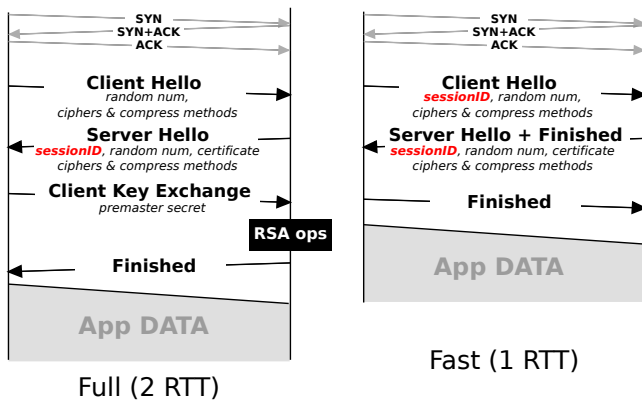 SYN
SYN+ACK
ACK
Client Hello
random num,
ciphers & compress methods
Server Hello
sessionID, random num, certificate
ciphers & compress methods
Client Key Exchange
premaster secret
RSA ops
Finished
App DATA
Full (2 RTT)
SYN
SYN+ACK
ACK
Client Hello
sessionID, random num,
ciphers & compress methods
Server Hello + Finished
sessionID, random num, certificate
ciphers & compress methods
Finished
App DATA
Fast (1 RTT)